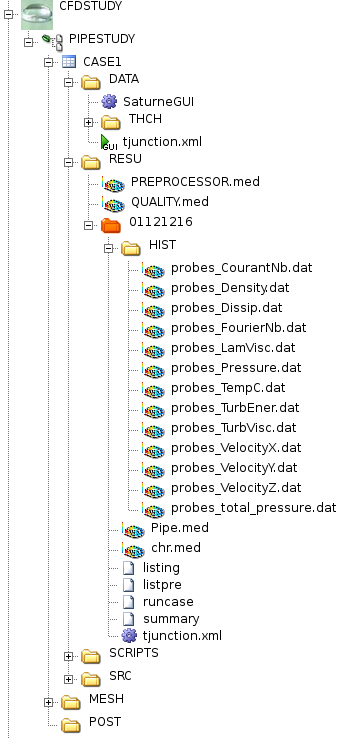 CFDSTUDY
PIPESTUDY
CASE1
DATA
SaturneGUI
THCH
GUI tjunction.xml
RESU
PREPROCESSOR.med
QUALITY.med
01121216
HIST
probes_CourantNb.dat
probes_Density.dat
probes_Dissip.dat
probes_FourierNb.dat
probes_LamVisc.dat
probes_Pressure.dat
probes_TempC.dat
probes_TurbEner.dat
probes_TurbVisc.dat
probes_VelocityX.dat
probes_VelocityY.dat
probes_VelocityZ.dat
probes_total_pressure.dat
Pipe.med
chr.med
listing
listpre
runcase
summary
tjunction.xml
SCRIPTS
SRC
MESH
POST